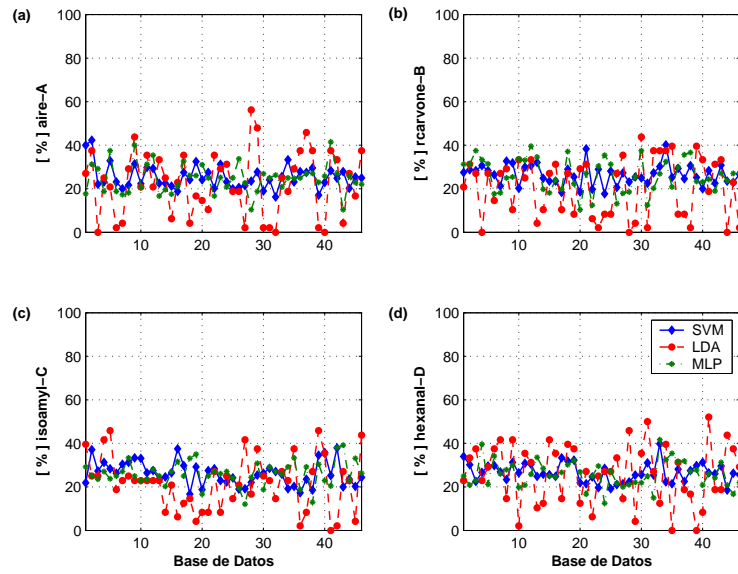 (a)
[ % ] aire−A
100
80
60
40
20
0
10 20 30 40
(b)
[ % ] rcarvone−B
100
80
60
40
20
0
10 20 30 40
(c)
[ % ] isoamyl−C
100
80
60
40
20
0
10 20 30 40
Base de Datos
(d)
[ % ] hexanal−D
100
80
60
40
20
0
10 20 30 40
Base de Datos
SVM
LDA
MLP